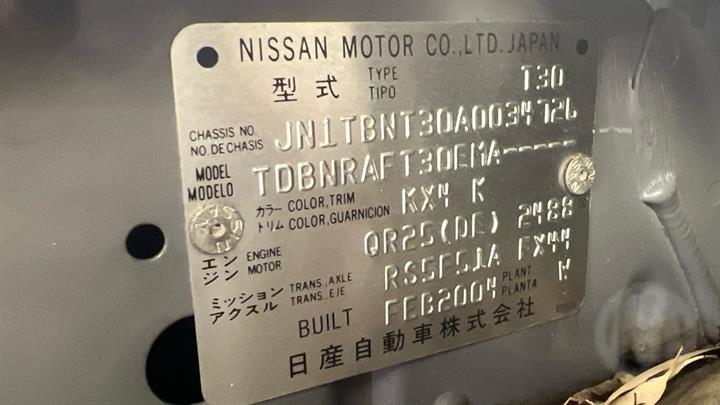 NISSAN MOTOR CO.,LTD. JAPAN
型式 TYPE TIPO T30
CHASSIS NO. NO.DE CHASIS JN1TBNT30A0034726
MODEL MODELO TDBNRAFT30EMA-----
カラー COLOR,TRIM トリム COLOR,GUARNICION KX4 K
エンジン ENGINE MOTOR QR25(DE) 2488
ミッション アクスル TRANS.,AXLE TRANS.,EJE RS5F51A FX44
BUILT FEB2004 PLANT PLANTA W
日産自動車株式会社